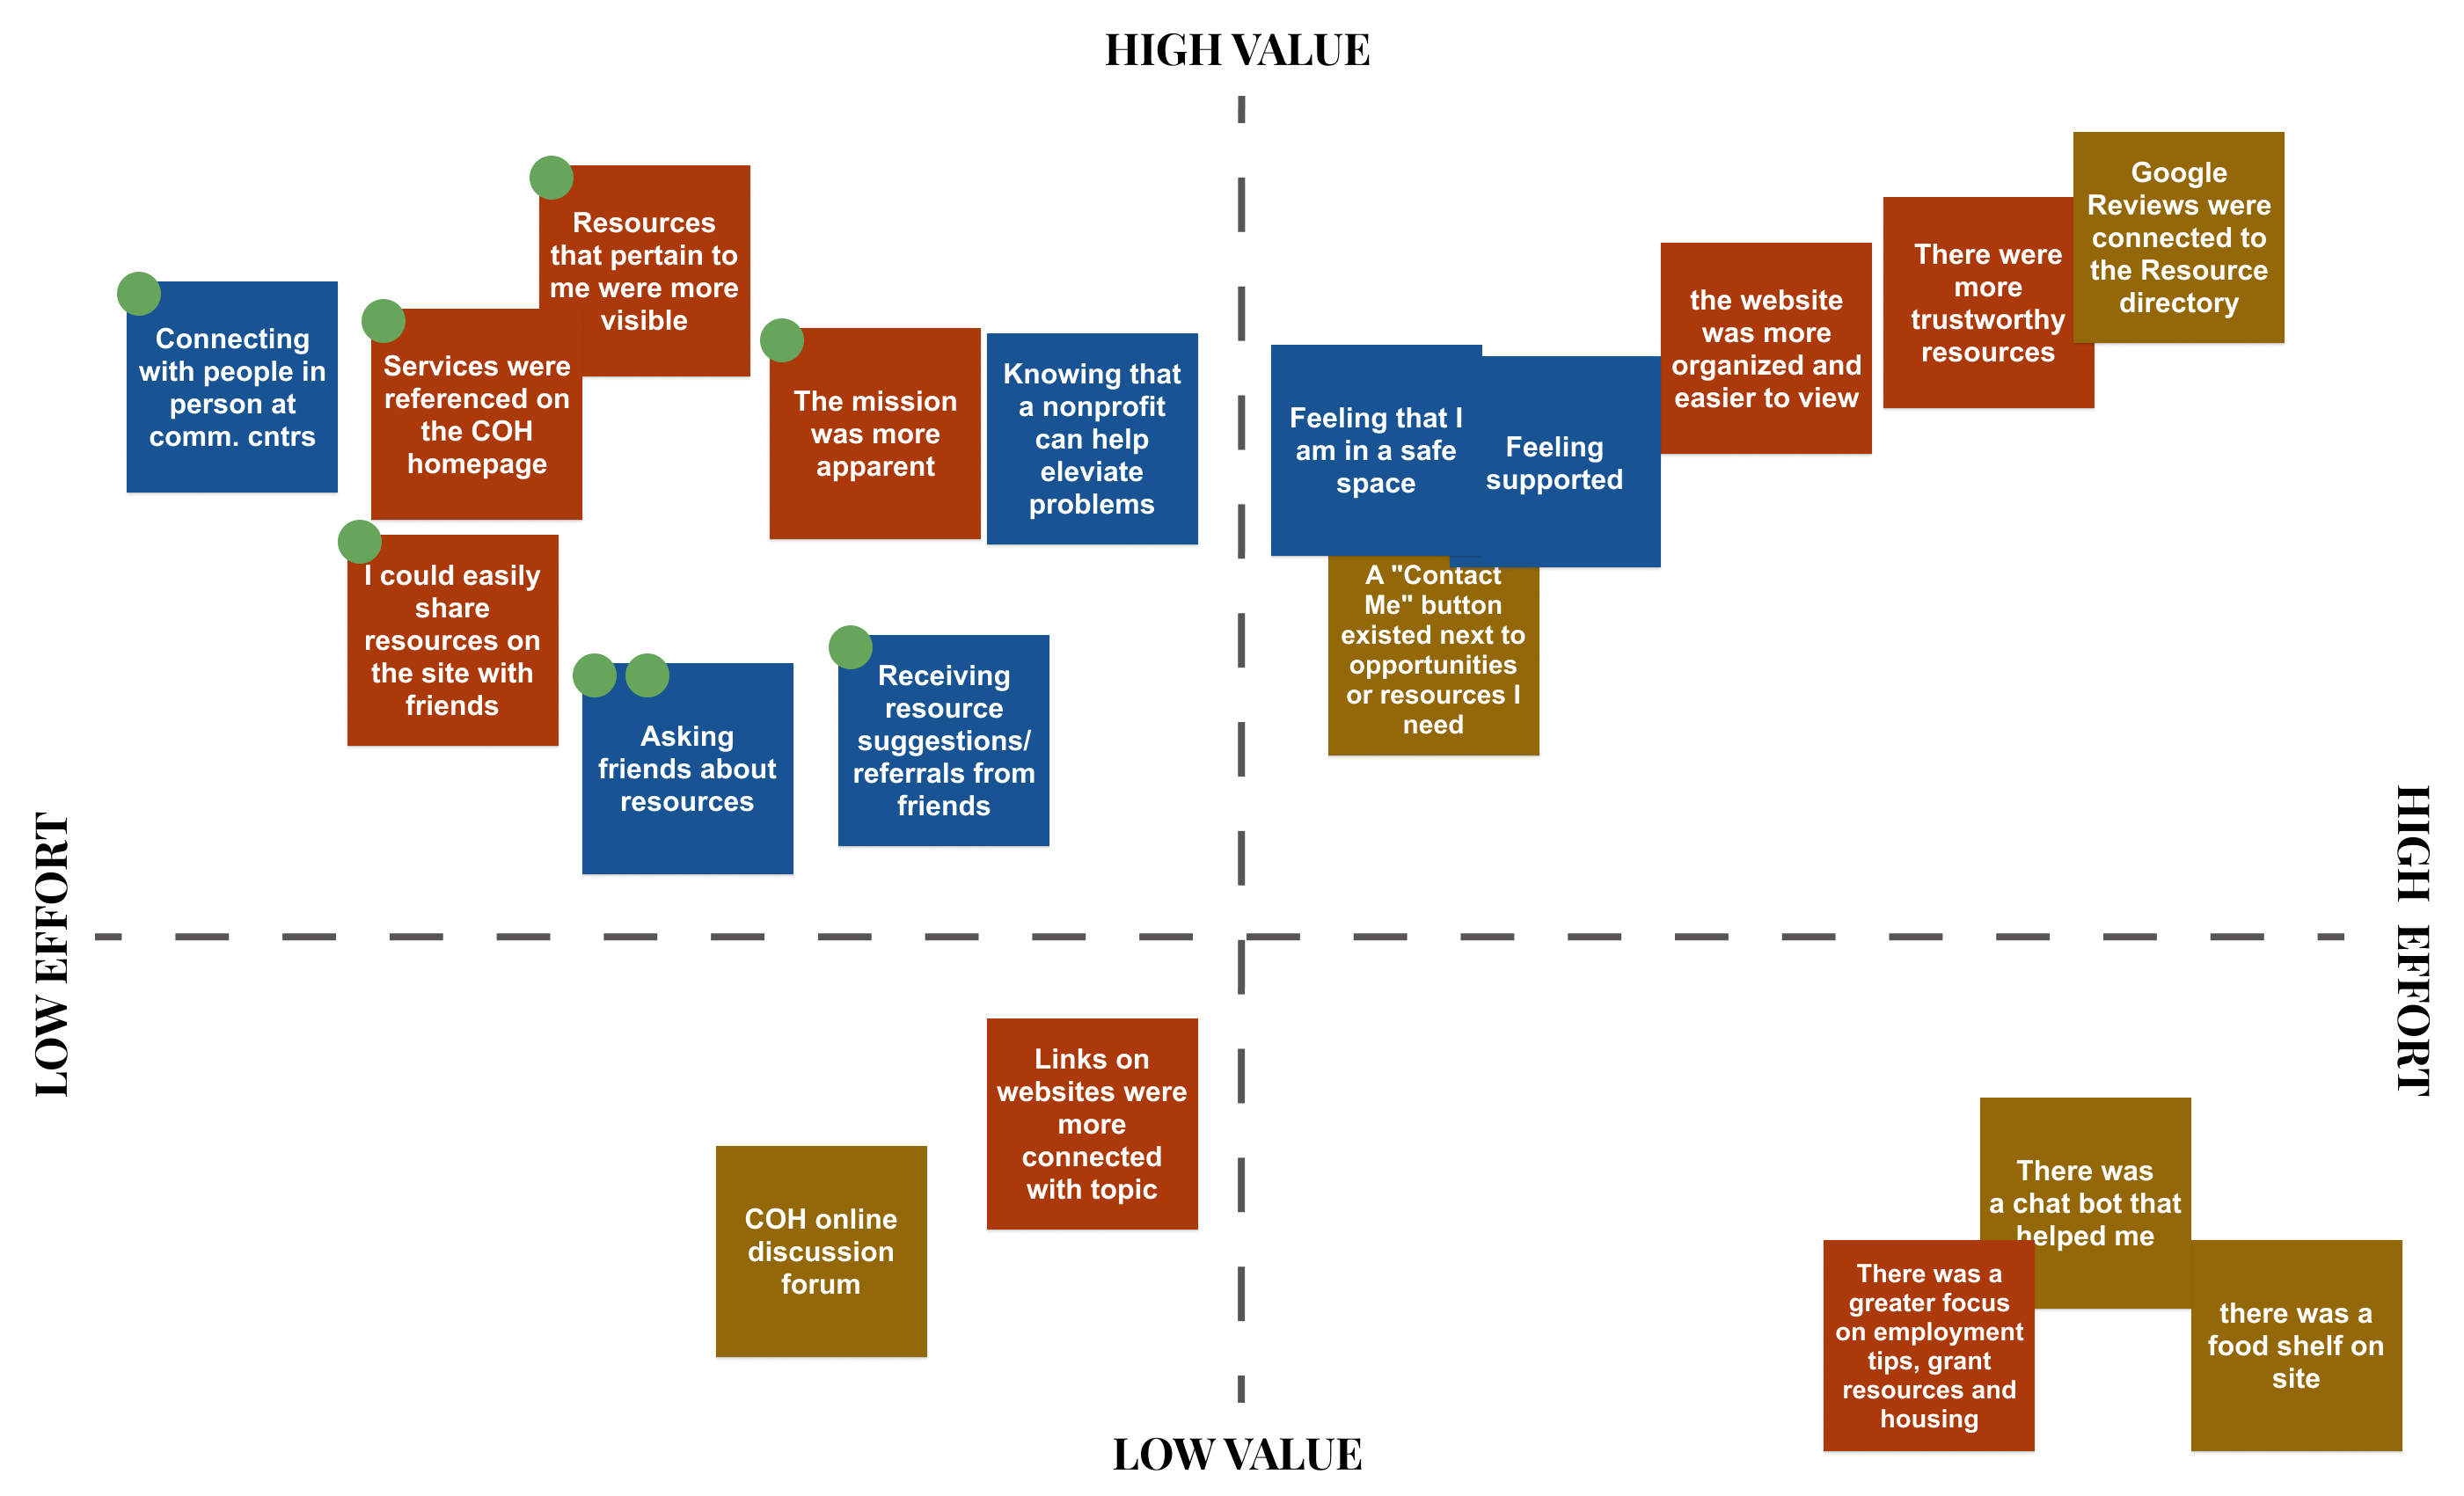 HIGH VALUE
Google
Reviews were
connected to
the Resource
directory
There were
more
trustworthy
resources
the website
was more
organized and
easier to view
Resources
that pertain to
me were more
visible
Connecting
with people in
person at
comm. cntrs
Services were
referenced on
the COH
homepage
The mission
was more
apparent
Knowing that
a nonprofit
can help
eleviate
problems
Feeling that I
am in a safe
space
Feeling
supported
I could easily
share
resources on
the site with
friends
A "Contact
Me" button
existed next to
opportunities
or resources I
need
Asking
friends about
resources
Receiving
resource
suggestions/
referrals from
friends
LOW EFFORT
HIGH EFFORT
Links on
websites were
more
connected
with topic
COH online
discussion
forum
There was
a chat bot that
helped me
There was a
greater focus
on employment
tips, grant
resources and
housing
there was a
food shelf on
site
LOW VALUE